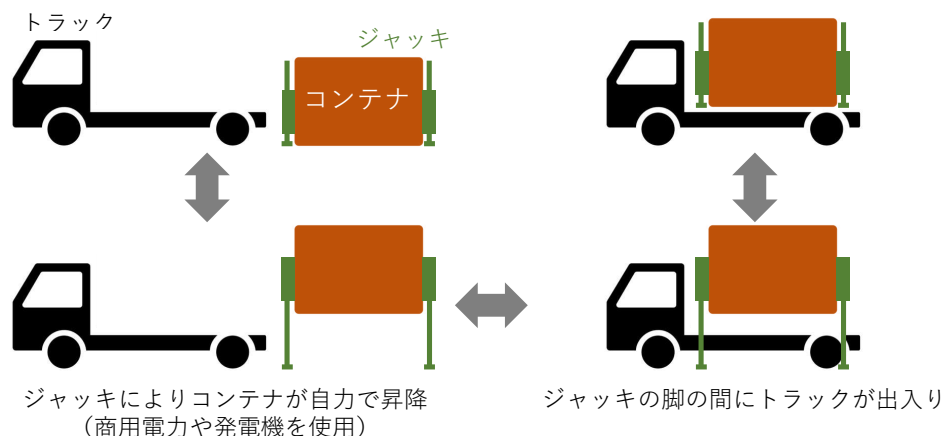 トラック
ジャッキ
コンテナ
ジャッキによりコンテナが自力で昇降
（商用電力や発電機を使用）
ジャッキの脚の間にトラックが出入り